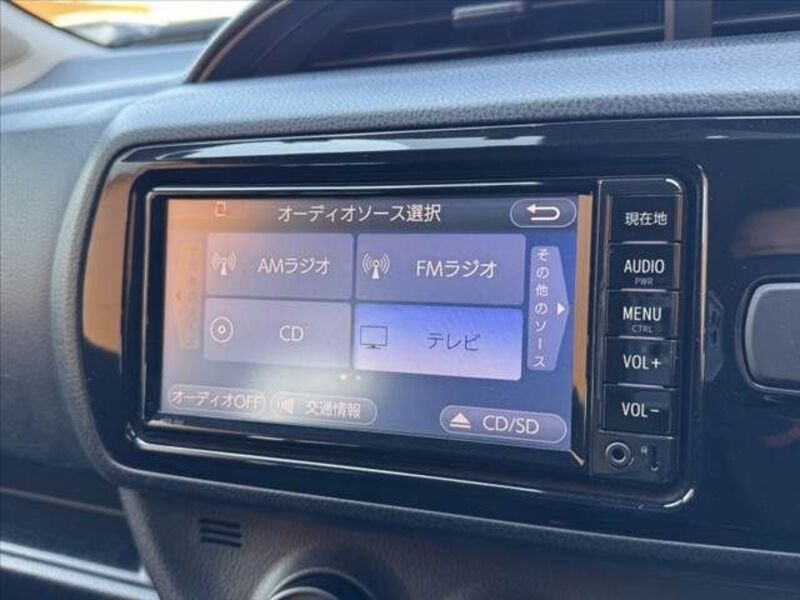 オーディオソース選択
AMラジオ
FMラジオ
CD
テレビ
その他のソース
オーディオOFF
交通情報
CD/SD
現在地
AUDIO
PWR
MENU
CTRL
VOL+
VOL-